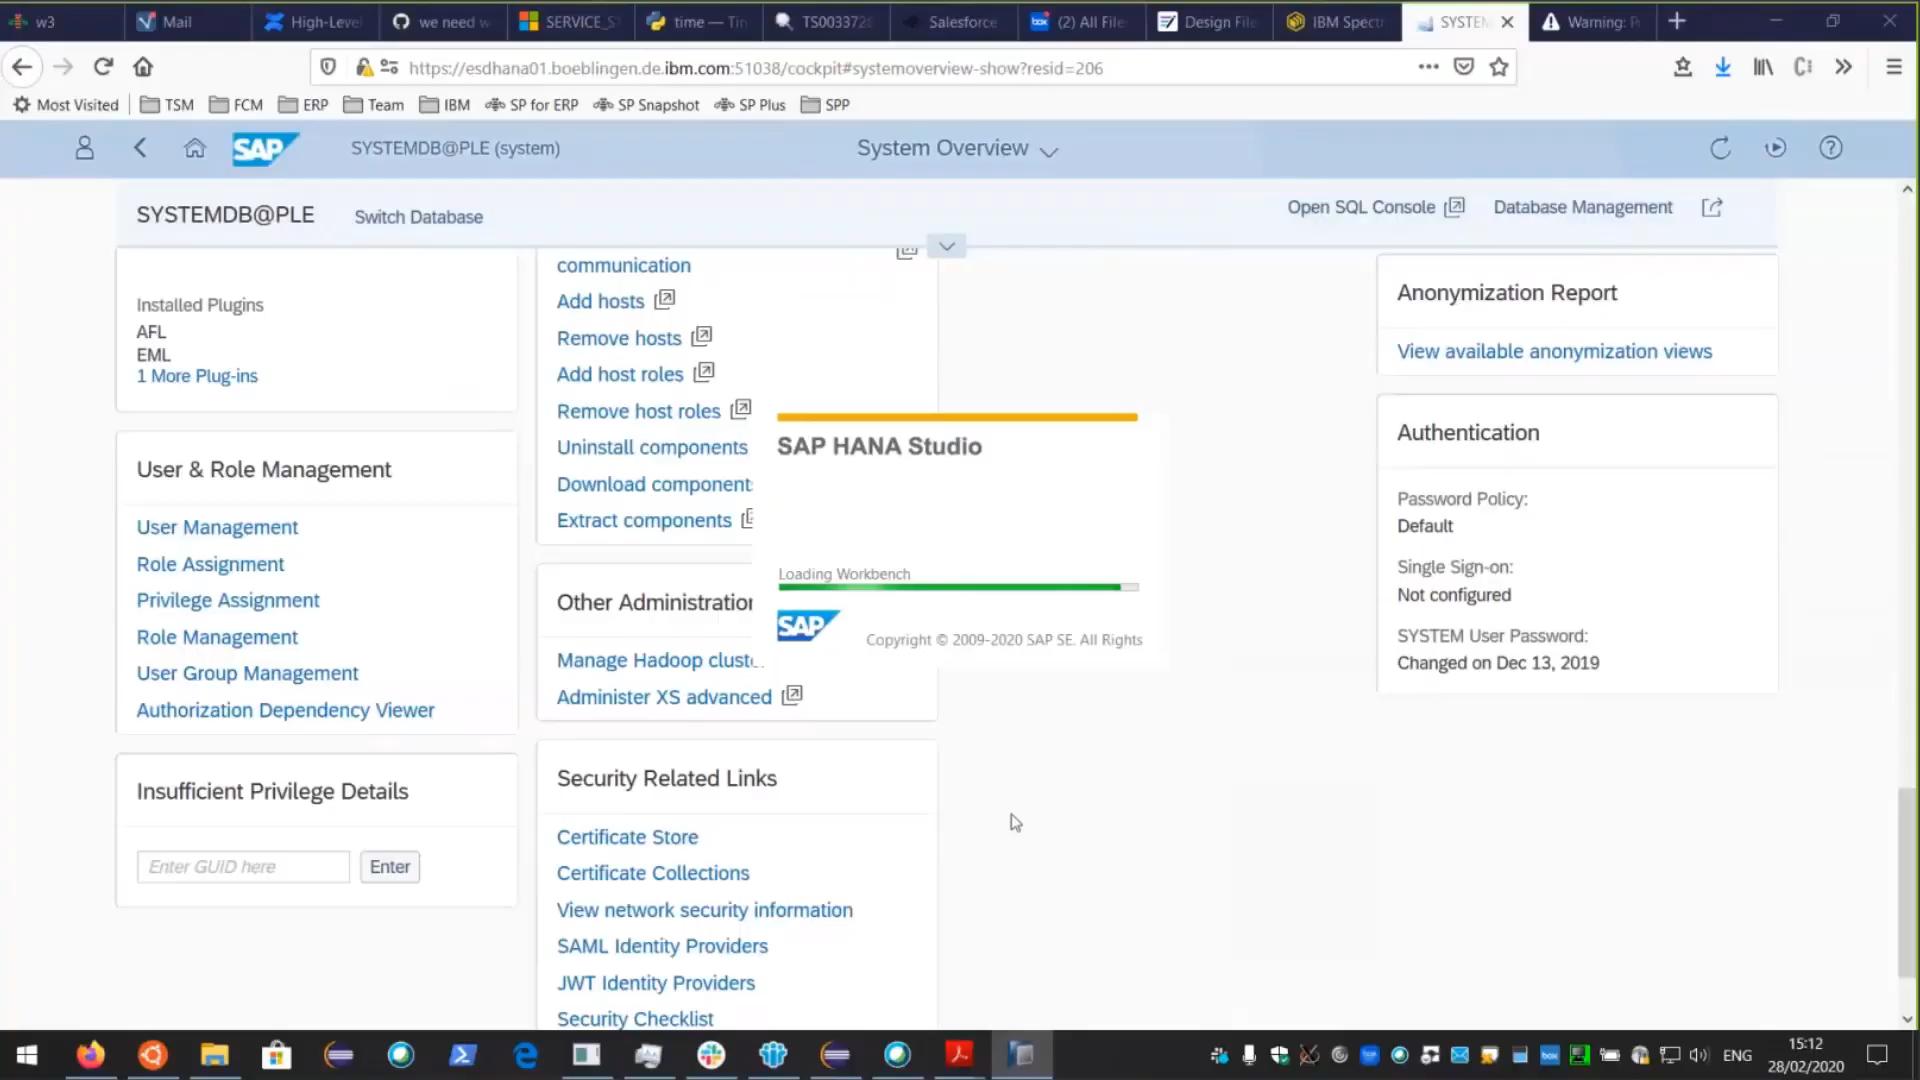 w3
Mail
High-Level
we need w
SERVICE_S
time — Tim
TS003372
Salesforce
box
(2) All File
Design File
IBM Spectr
SYSTEM
Warning: P
https://esdhana01.boeblingen.de.ibm.com:51038/cockpit#systemoverview-show?resid=206
Most Visited
TSM
FCM
ERP
Team
IBM
SP for ERP
SP Snapshot
SP Plus
SPP
SAP
SYSTEMDB@PLE (system)
System Overview
SYSTEMDB@PLE
Switch Database
Open SQL Console
Database Management
Installed Plugins
AFL
EML
1 More Plug-ins
User & Role Management
User Management
Role Assignment
Privilege Assignment
Role Management
User Group Management
Authorization Dependency Viewer
Insufficient Privilege Details
Enter GUID here
Enter
communication
Add hosts
Remove hosts
Add host roles
Remove host roles
Uninstall components
Download components
Extract components
Other Administration
Manage Hadoop cluste
Administer XS advanced
Security Related Links
Certificate Store
Certificate Collections
View network security information
SAML Identity Providers
JWT Identity Providers
Security Checklist
SAP HANA Studio
Loading Workbench
SAP
Copyright © 2009-2020 SAP SE. All Rights
Anonymization Report
View available anonymization views
Authentication
Password Policy:
Default
Single Sign-on:
Not configured
SYSTEM User Password:
Changed on Dec 13, 2019
ENG
15:12
28/02/2020